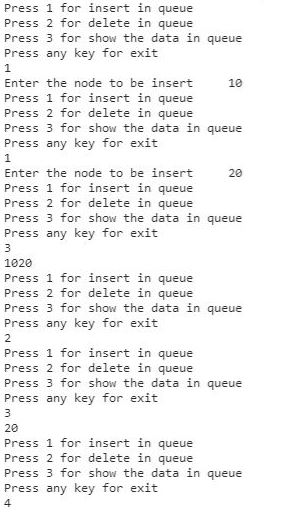 Press 1 for insert in queue
Press 2 for delete in queue
Press 3 for show the data in queue
Press any key for exit
1
Enter the node to be insert     10
Press 1 for insert in queue
Press 2 for delete in queue
Press 3 for show the data in queue
Press any key for exit
1
Enter the node to be insert     20
Press 1 for insert in queue
Press 2 for delete in queue
Press 3 for show the data in queue
Press any key for exit
3
1020
Press 1 for insert in queue
Press 2 for delete in queue
Press 3 for show the data in queue
Press any key for exit
2
Press 1 for insert in queue
Press 2 for delete in queue
Press 3 for show the data in queue
Press any key for exit
3
20
Press 1 for insert in queue
Press 2 for delete in queue
Press 3 for show the data in queue
Press any key for exit
4